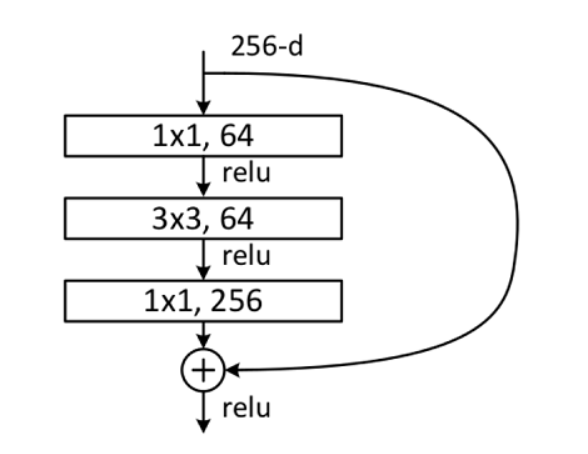 256-d
1x1, 64
relu
3x3, 64
relu
1x1, 256
+
relu